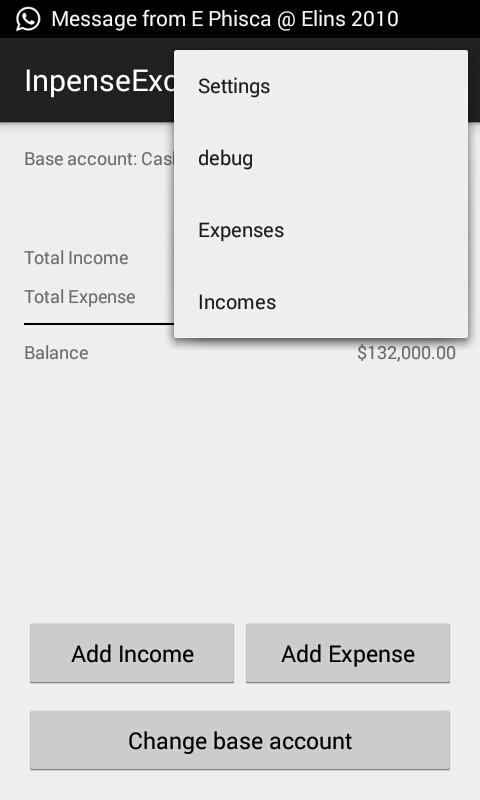 Message from E Phisca @ Elins 2010
InpenseExc
Settings
Base account: Cas
debug
Expenses
Total Income
Total Expense
Incomes
Balance $132,000.00
Add Income Add Expense
Change base account